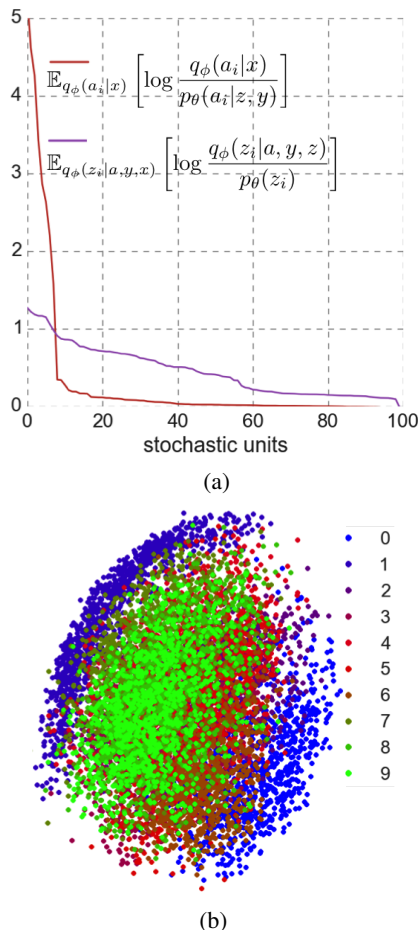 5
4
3
2
1
0
𝔼_{q_ϕ(a_i|x)} [log q_ϕ(a_i|x) / p_θ(a_i|z, y)]
𝔼_{q_ϕ(z_i|a,y,x)} [log q_ϕ(z_i|a, y, z) / p_θ(z_i)]
0 20 40 60 80 100
stochastic units
(a)
0
1
2
3
4
5
6
7
8
9
(b)